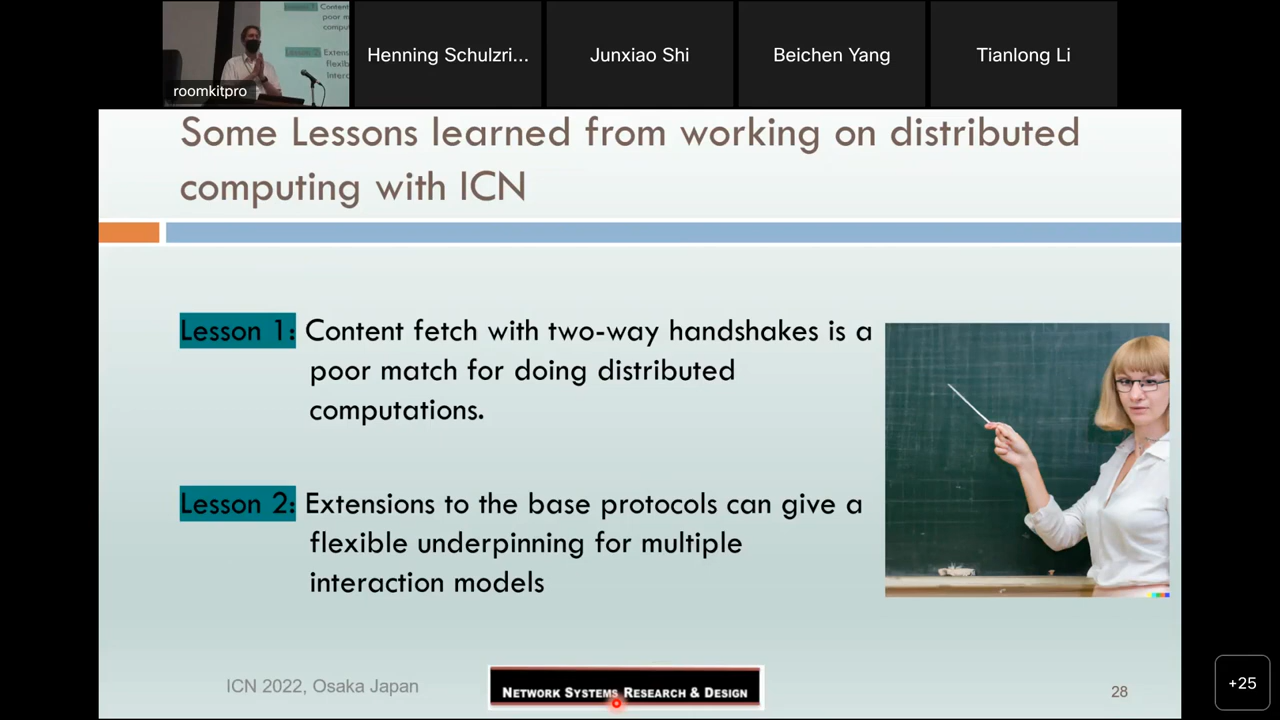 roomkitpro
Henning Schulzri...
Junxiao Shi
Beichen Yang
Tianlong Li
Some Lessons learned from working on distributed
computing with ICN
Lesson 1: Content fetch with two-way handshakes is a
poor match for doing distributed
computations.
Lesson 2: Extensions to the base protocols can give a
flexible underpinning for multiple
interaction models
ICN 2022, Osaka Japan
NETWORK SYSTEMS RESEARCH & DESIGN
28
+25